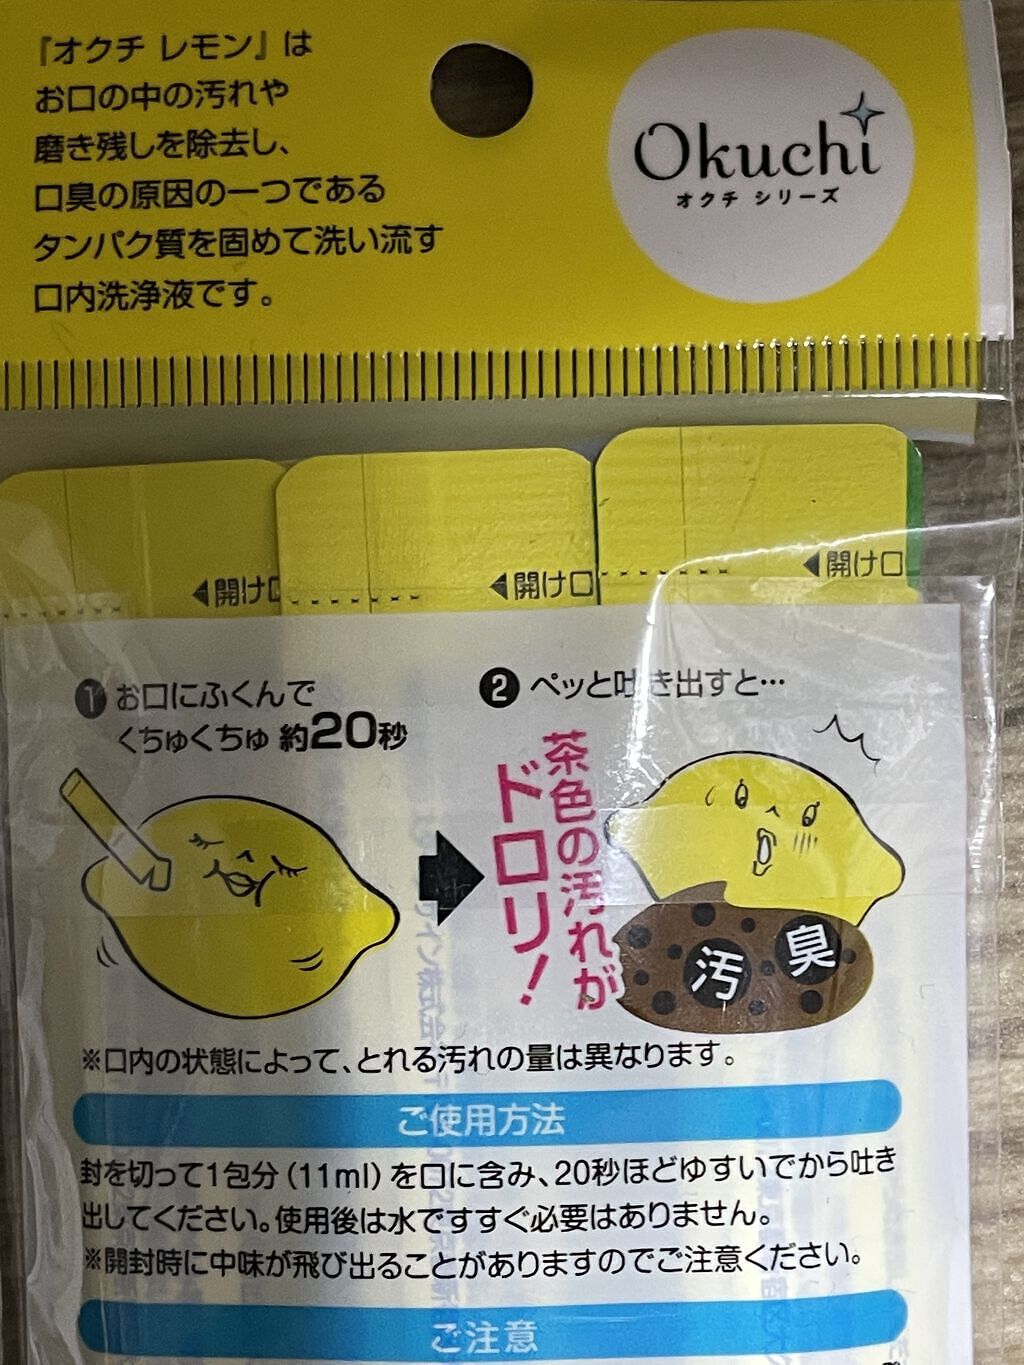 『オクチ レモン』は
お口の中の汚れや
磨き残しを除去し、
口臭の原因の一つである
タンパク質を固めて洗い流す
口内洗浄液です。
Okuchi
オクチ シリーズ
◀開け口
◀開け口
◀開け口
❶ お口にふくんで
くちゅくちゅ 約20秒
❷ ペッと吐き出すと…
茶色の汚れが
ドロリ!
汚
臭
※口内の状態によって、とれる汚れの量は異なります。
ご使用方法
封を切って1包分(11ml)を口に含み、20秒ほどゆすいでから吐き
出してください。使用後は水ですすぐ必要はありません。
※開封時に中味が飛び出ることがありますのでご注意ください。
ご注意